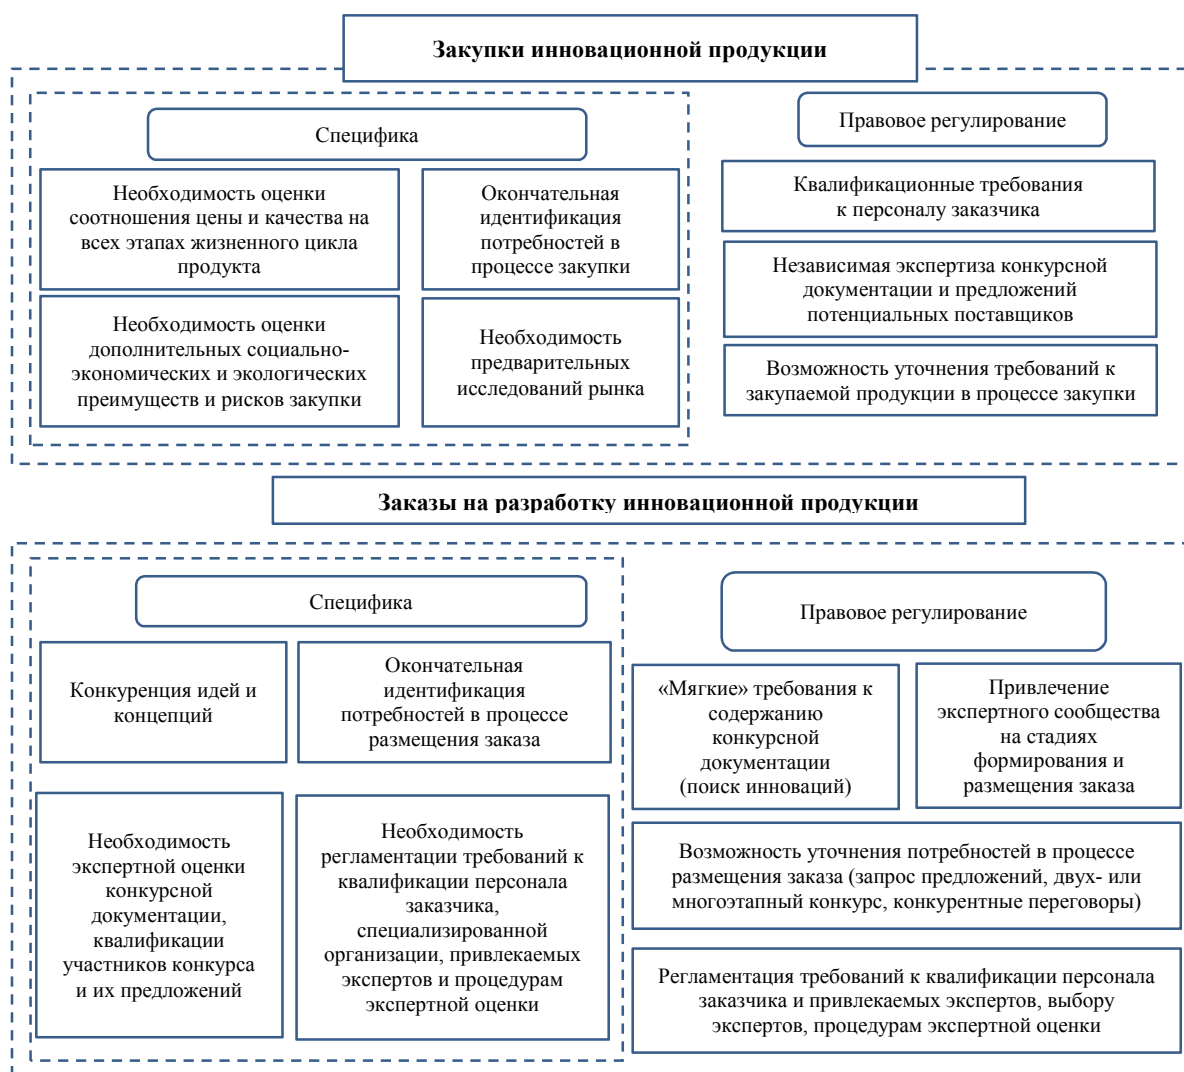 Закупки инновационной продукции
Специфика
Необходимость оценки
соотношения цены и качества на
всех этапах жизненного цикла
продукта
Окончательная
идентификация
потребностей в
процессе закупки
Необходимость оценки
дополнительных социально-
экономических и экологических
преимуществ и рисков закупки
Необходимость
предварительных
исследований рынка
Правовое регулирование
Квалификационные требования
к персоналу заказчика
Независимая экспертиза конкурсной
документации и предложений
потенциальных поставщиков
Возможность уточнения требований к
закупаемой продукции в процессе закупки
Заказы на разработку инновационной продукции
Специфика
Конкуренция идей и
концепций
Окончательная
идентификация
потребностей в процессе
размещения заказа
Необходимость
экспертной оценки
конкурсной
документации,
квалификации
участников конкурса
и их предложений
Необходимость
регламентации требований к
квалификации персонала
заказчика,
специализированной
организации, привлекаемых
экспертов и процедурам
экспертной оценки
Правовое регулирование
«Мягкие» требования к
содержанию
конкурсной
документации
(поиск инноваций)
Привлечение
экспертного сообщества
на стадиях
формирования и
размещения заказа
Возможность уточнения потребностей в процессе
размещения заказа (запрос предложений, двух- или
многоэтапный конкурс, конкурентные переговоры)
Регламентация требований к квалификации персонала
заказчика и привлекаемых экспертов, выбору
экспертов, процедурам экспертной оценки